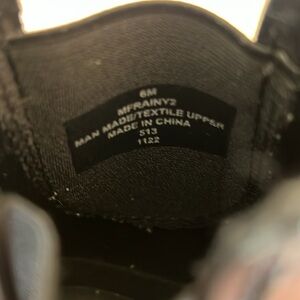 6M
MFRAINY2
MAN MADE/TEXTILE UPPER
MADE IN CHINA
513
1122